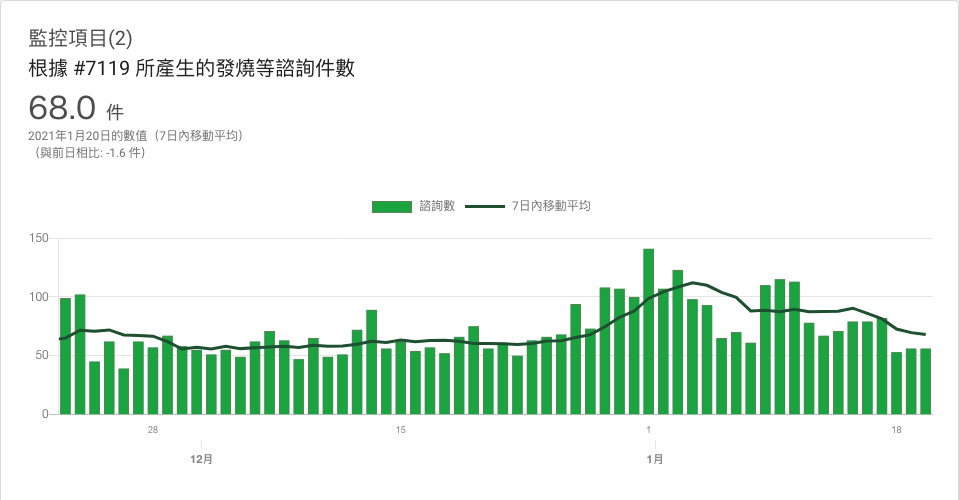 監控項目(2)
根據 #7119 所產生的發燒等諮詢件數
68.0 件
2021年1月20日的數值（7日內移動平均）
（與前日相比: -1.6 件）
諮詢數 7日內移動平均
150
100
50
0
28 15 1 18
12月 1月